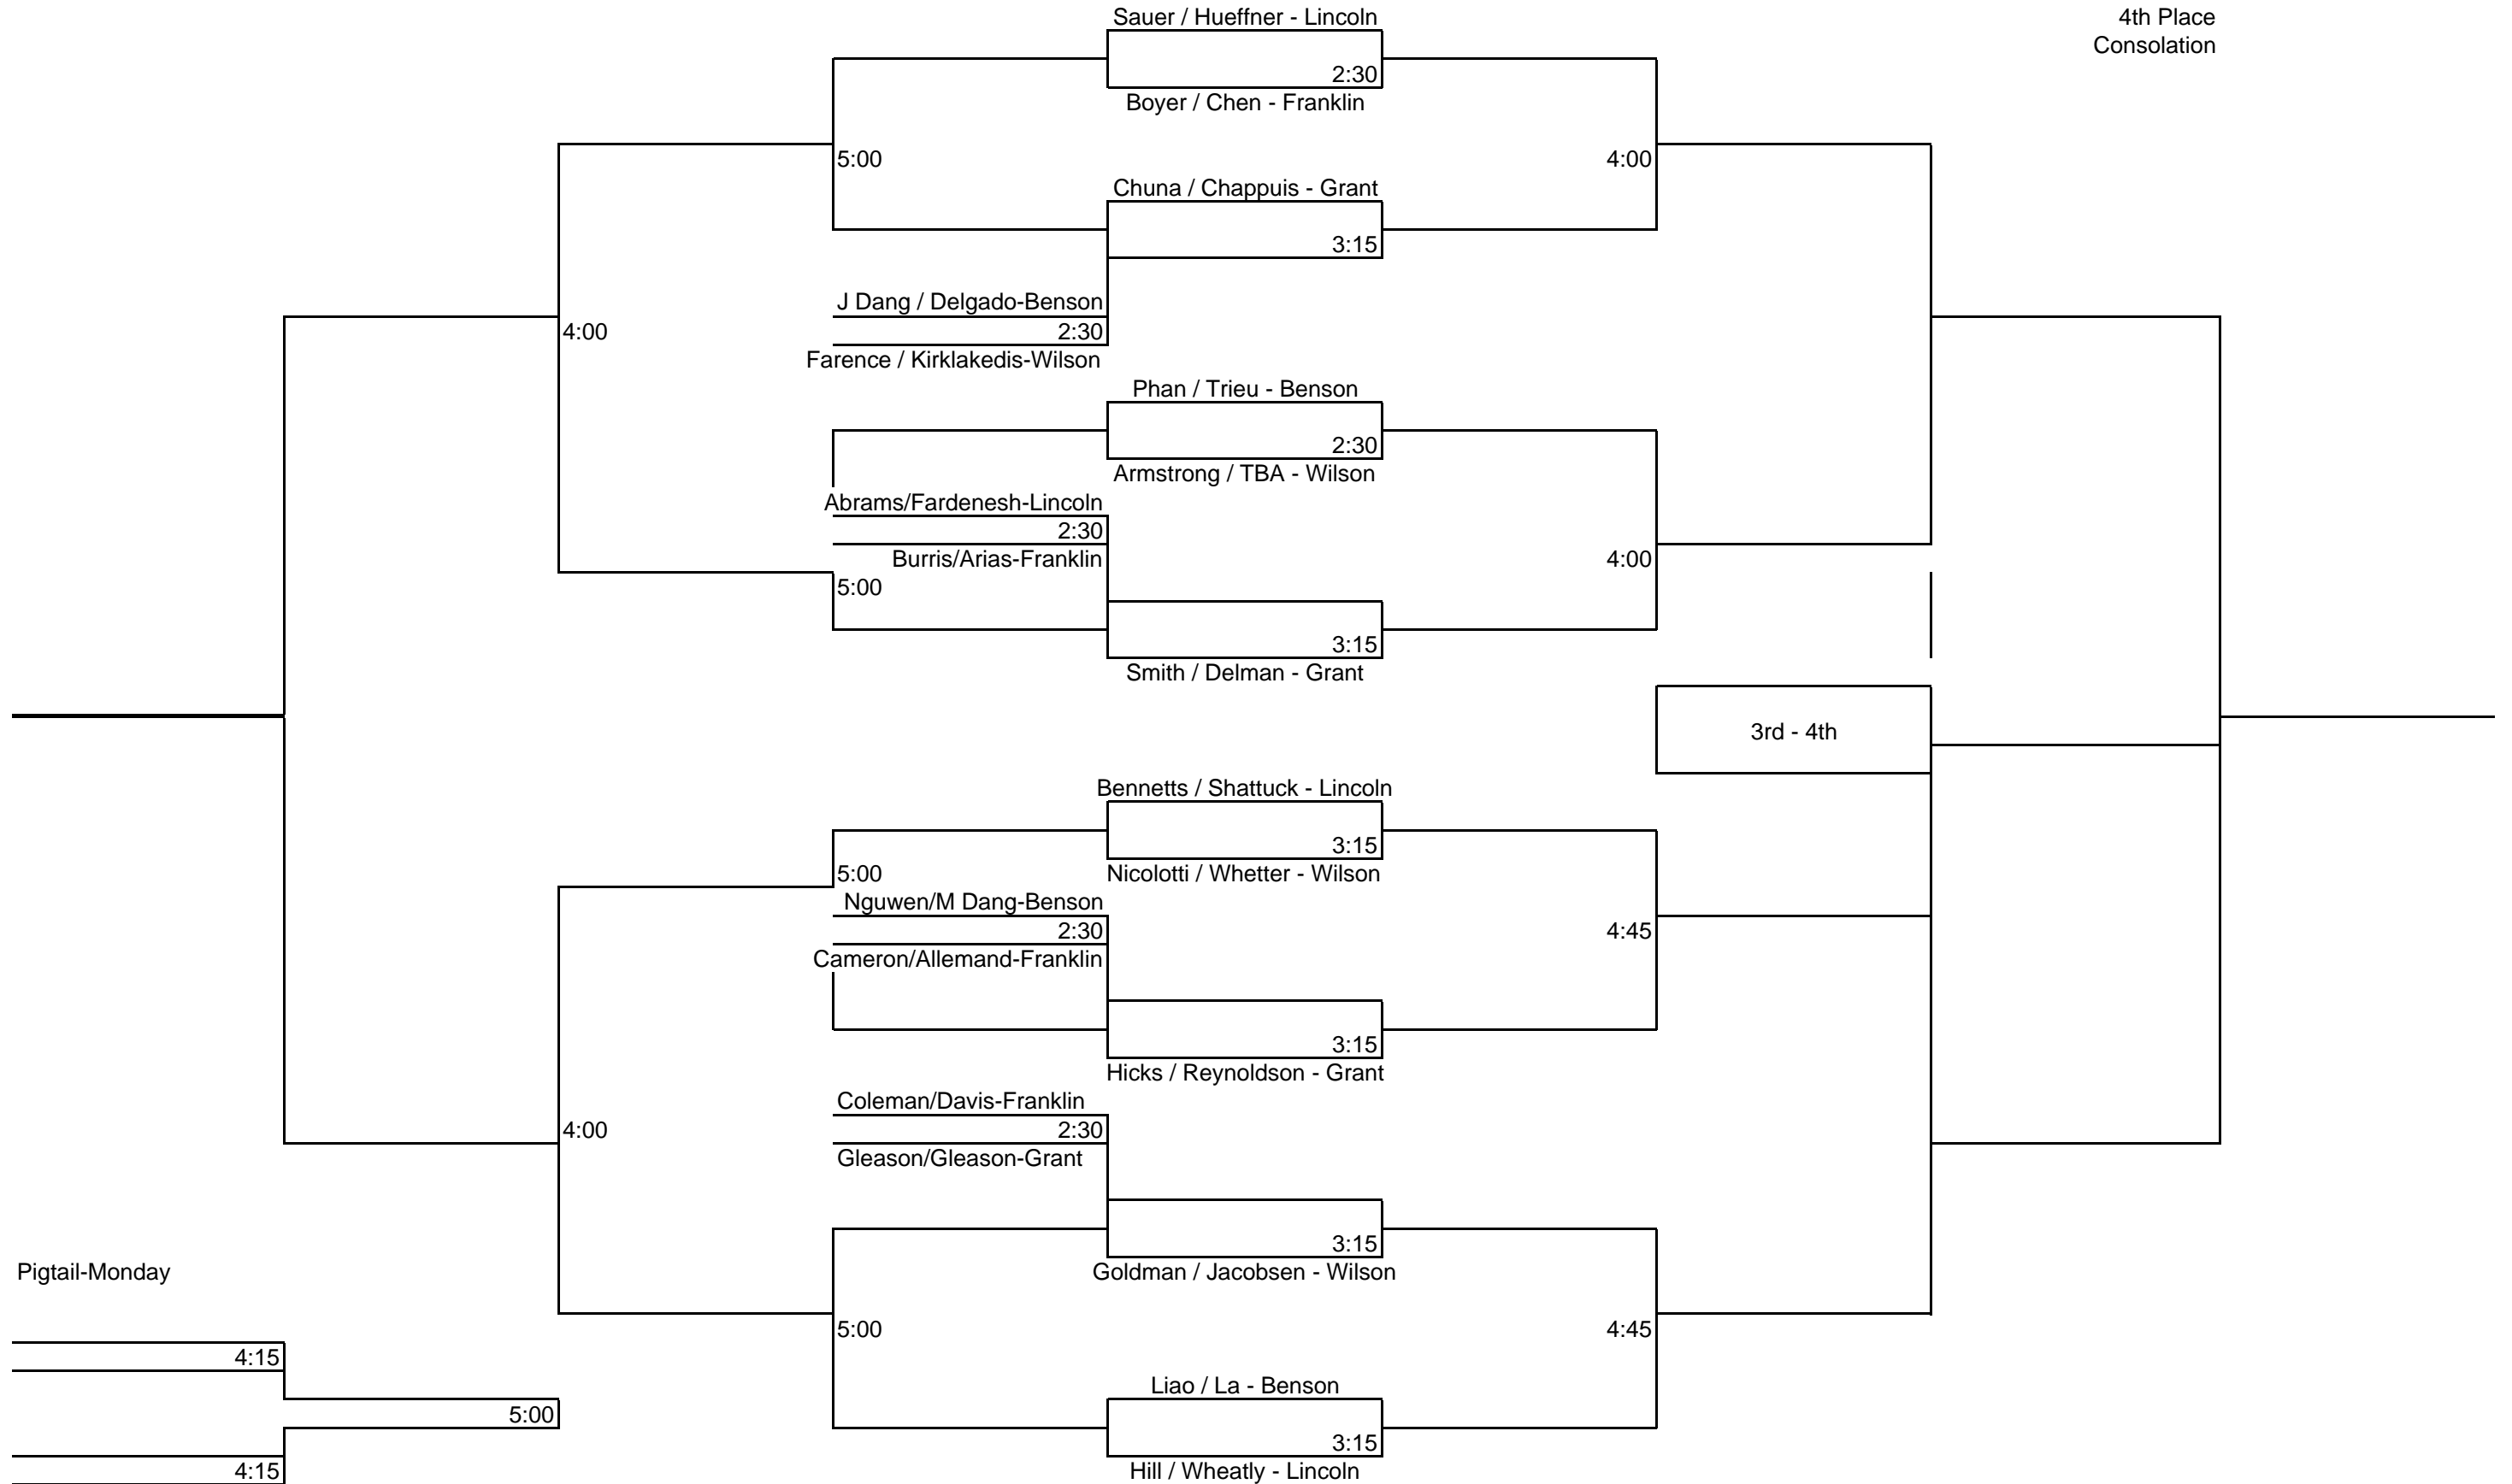 Sauer / Hueffner - Lincoln
4th Place
Consolation
2:30
Boyer / Chen - Franklin
5:00
4:00
Chuna / Chappuis - Grant
3:15
J Dang / Delgado-Benson
4:00
2:30
Farence / Kirklakedis-Wilson
Phan / Trieu - Benson
2:30
Armstrong / TBA - Wilson
Abrams/Fardenesh-Lincoln
2:30
Burris/Arias-Franklin
4:00
5:00
3:15
Smith / Delman - Grant
3rd - 4th
Bennetts / Shattuck - Lincoln
3:15
5:00
Nicolotti / Whetter - Wilson
Nguwen/M Dang-Benson
2:30
4:45
Cameron/Allemand-Franklin
3:15
Hicks / Reynoldson - Grant
Coleman/Davis-Franklin
4:00
2:30
Gleason/Gleason-Grant
3:15
Pigtail-Monday
Goldman / Jacobsen - Wilson
5:00
4:45
4:15
Liao / La - Benson
5:00
3:15
4:15
Hill / Wheatly - Lincoln